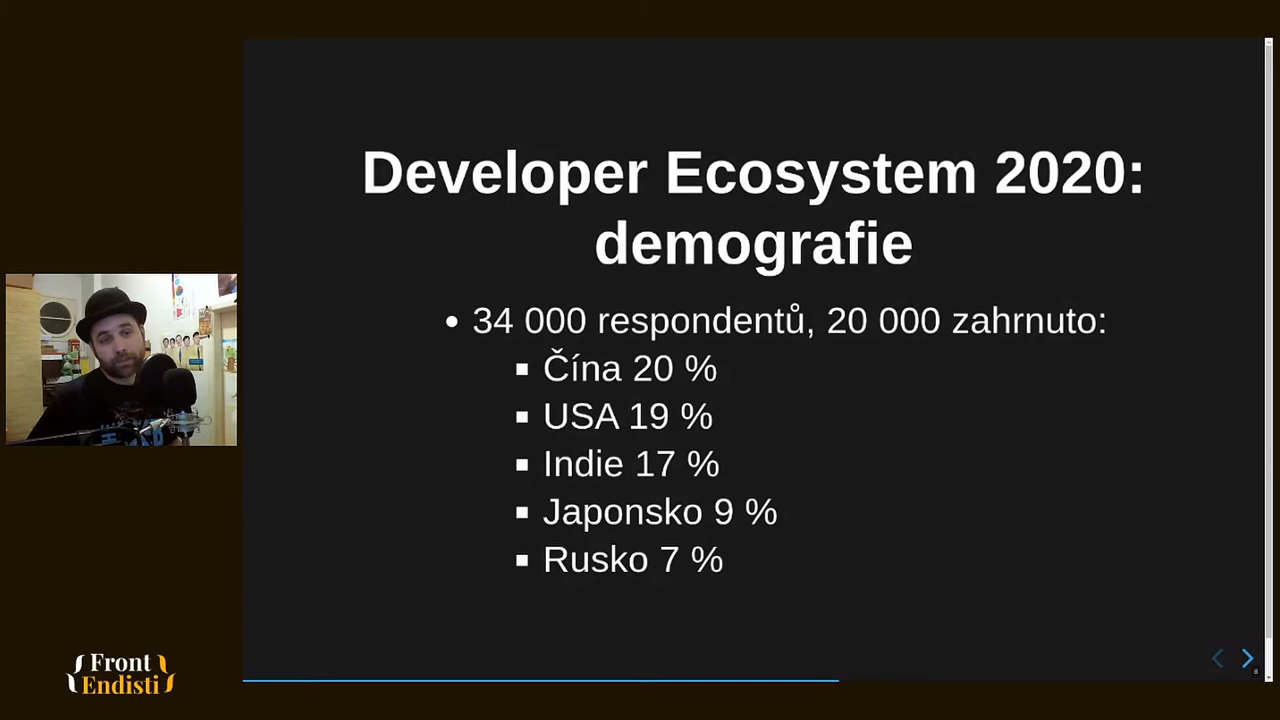 Developer Ecosystem 2020:
demografie
• 34 000 respondentů, 20 000 zahrnuto:
▪ Čína 20 %
▪ USA 19 %
▪ Indie 17 %
▪ Japonsko 9 %
▪ Rusko 7 %
{Front
Endisti}
8